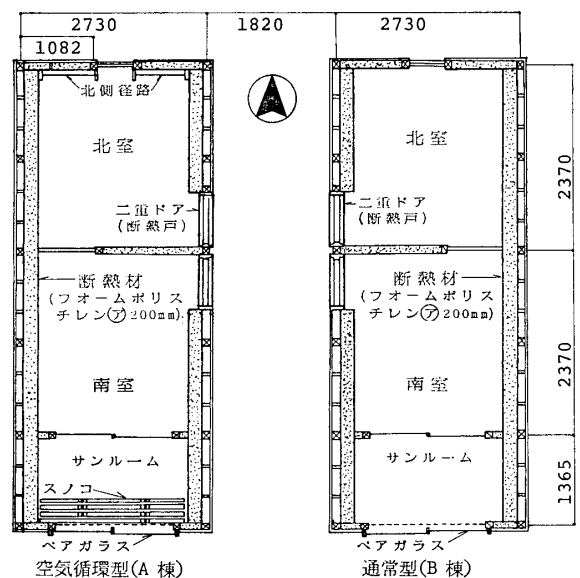 2730
1820
2730
1082
北側径路
北室
北室
二重ドア
(断熱戸)
二重ドア
(断熱戸)
2370
断熱材
(フオームポリス
チレン㋐200mm)
断熱材
(フオームポリス
チレン㋐200mm)
2370
南室
南室
サンルーム
サンルーム
スノコ
1365
ペアガラス
ペアガラス
空気循環型(A 棟)
通常型(B 棟)